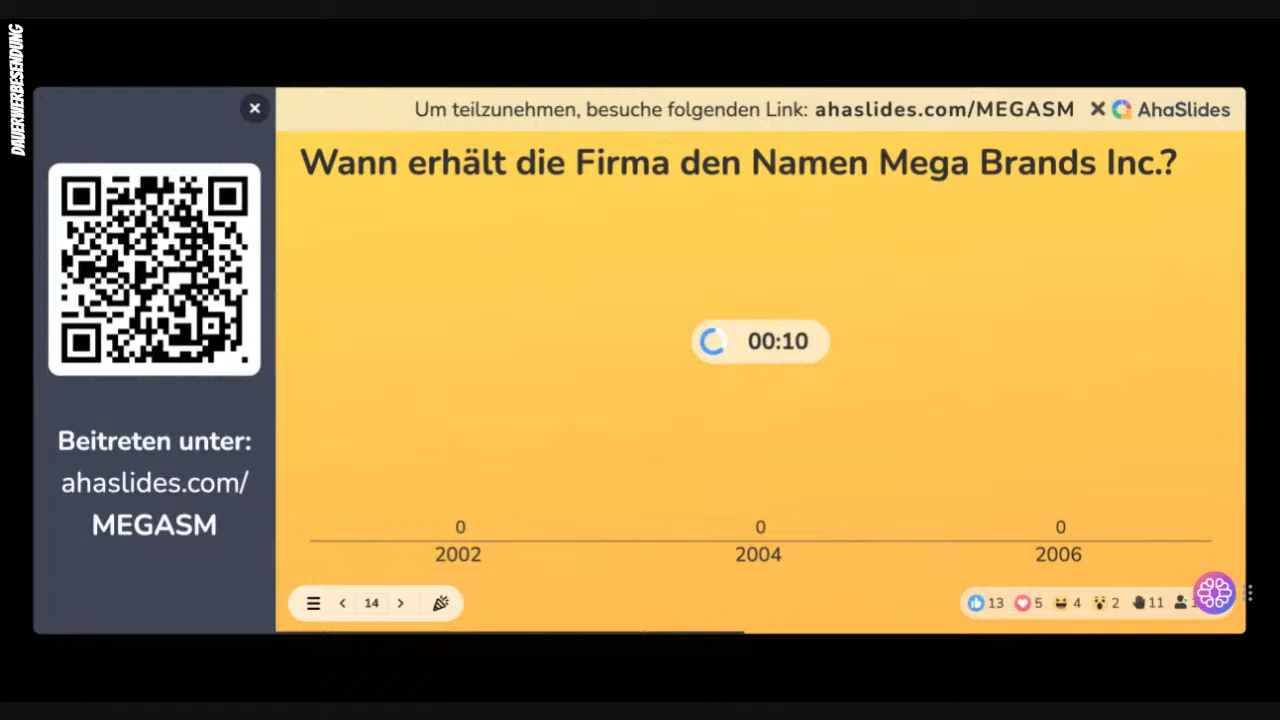 DAUERWERBESENDUNG
Um teilzunehmen, besuche folgenden Link: ahaslides.com/MEGASM
AhaSlides
Wann erhält die Firma den Namen Mega Brands Inc.?
00:10
Beitreten unter:
ahaslides.com/
MEGASM
0 0 0
2002 2004 2006
14
13 5 4 2 11